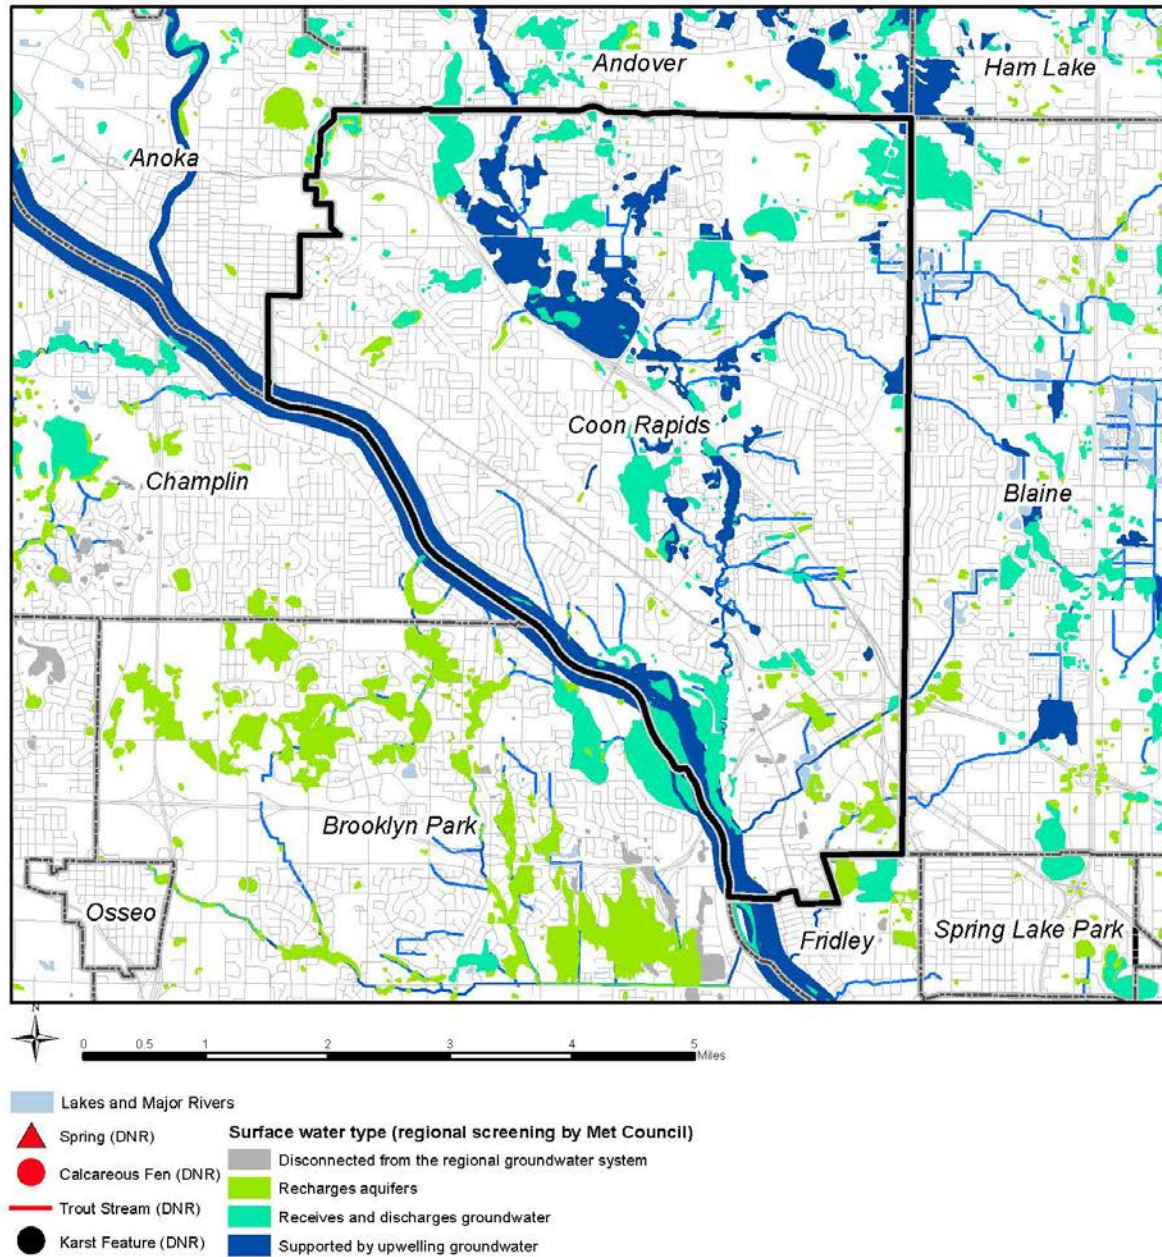 Andover
Ham Lake
Anoka
Coon Rapids
Champlin
Blaine
Brooklyn Park
Osseo
Fridley
Spring Lake Park
N
0 0.5 1 2 3 4 5
Miles
Lakes and Major Rivers
Spring (DNR)
Calcareous Fen (DNR)
Trout Stream (DNR)
Karst Feature (DNR)
Surface water type (regional screening by Met Council)
Disconnected from the regional groundwater system
Recharges aquifers
Receives and discharges groundwater
Supported by upwelling groundwater